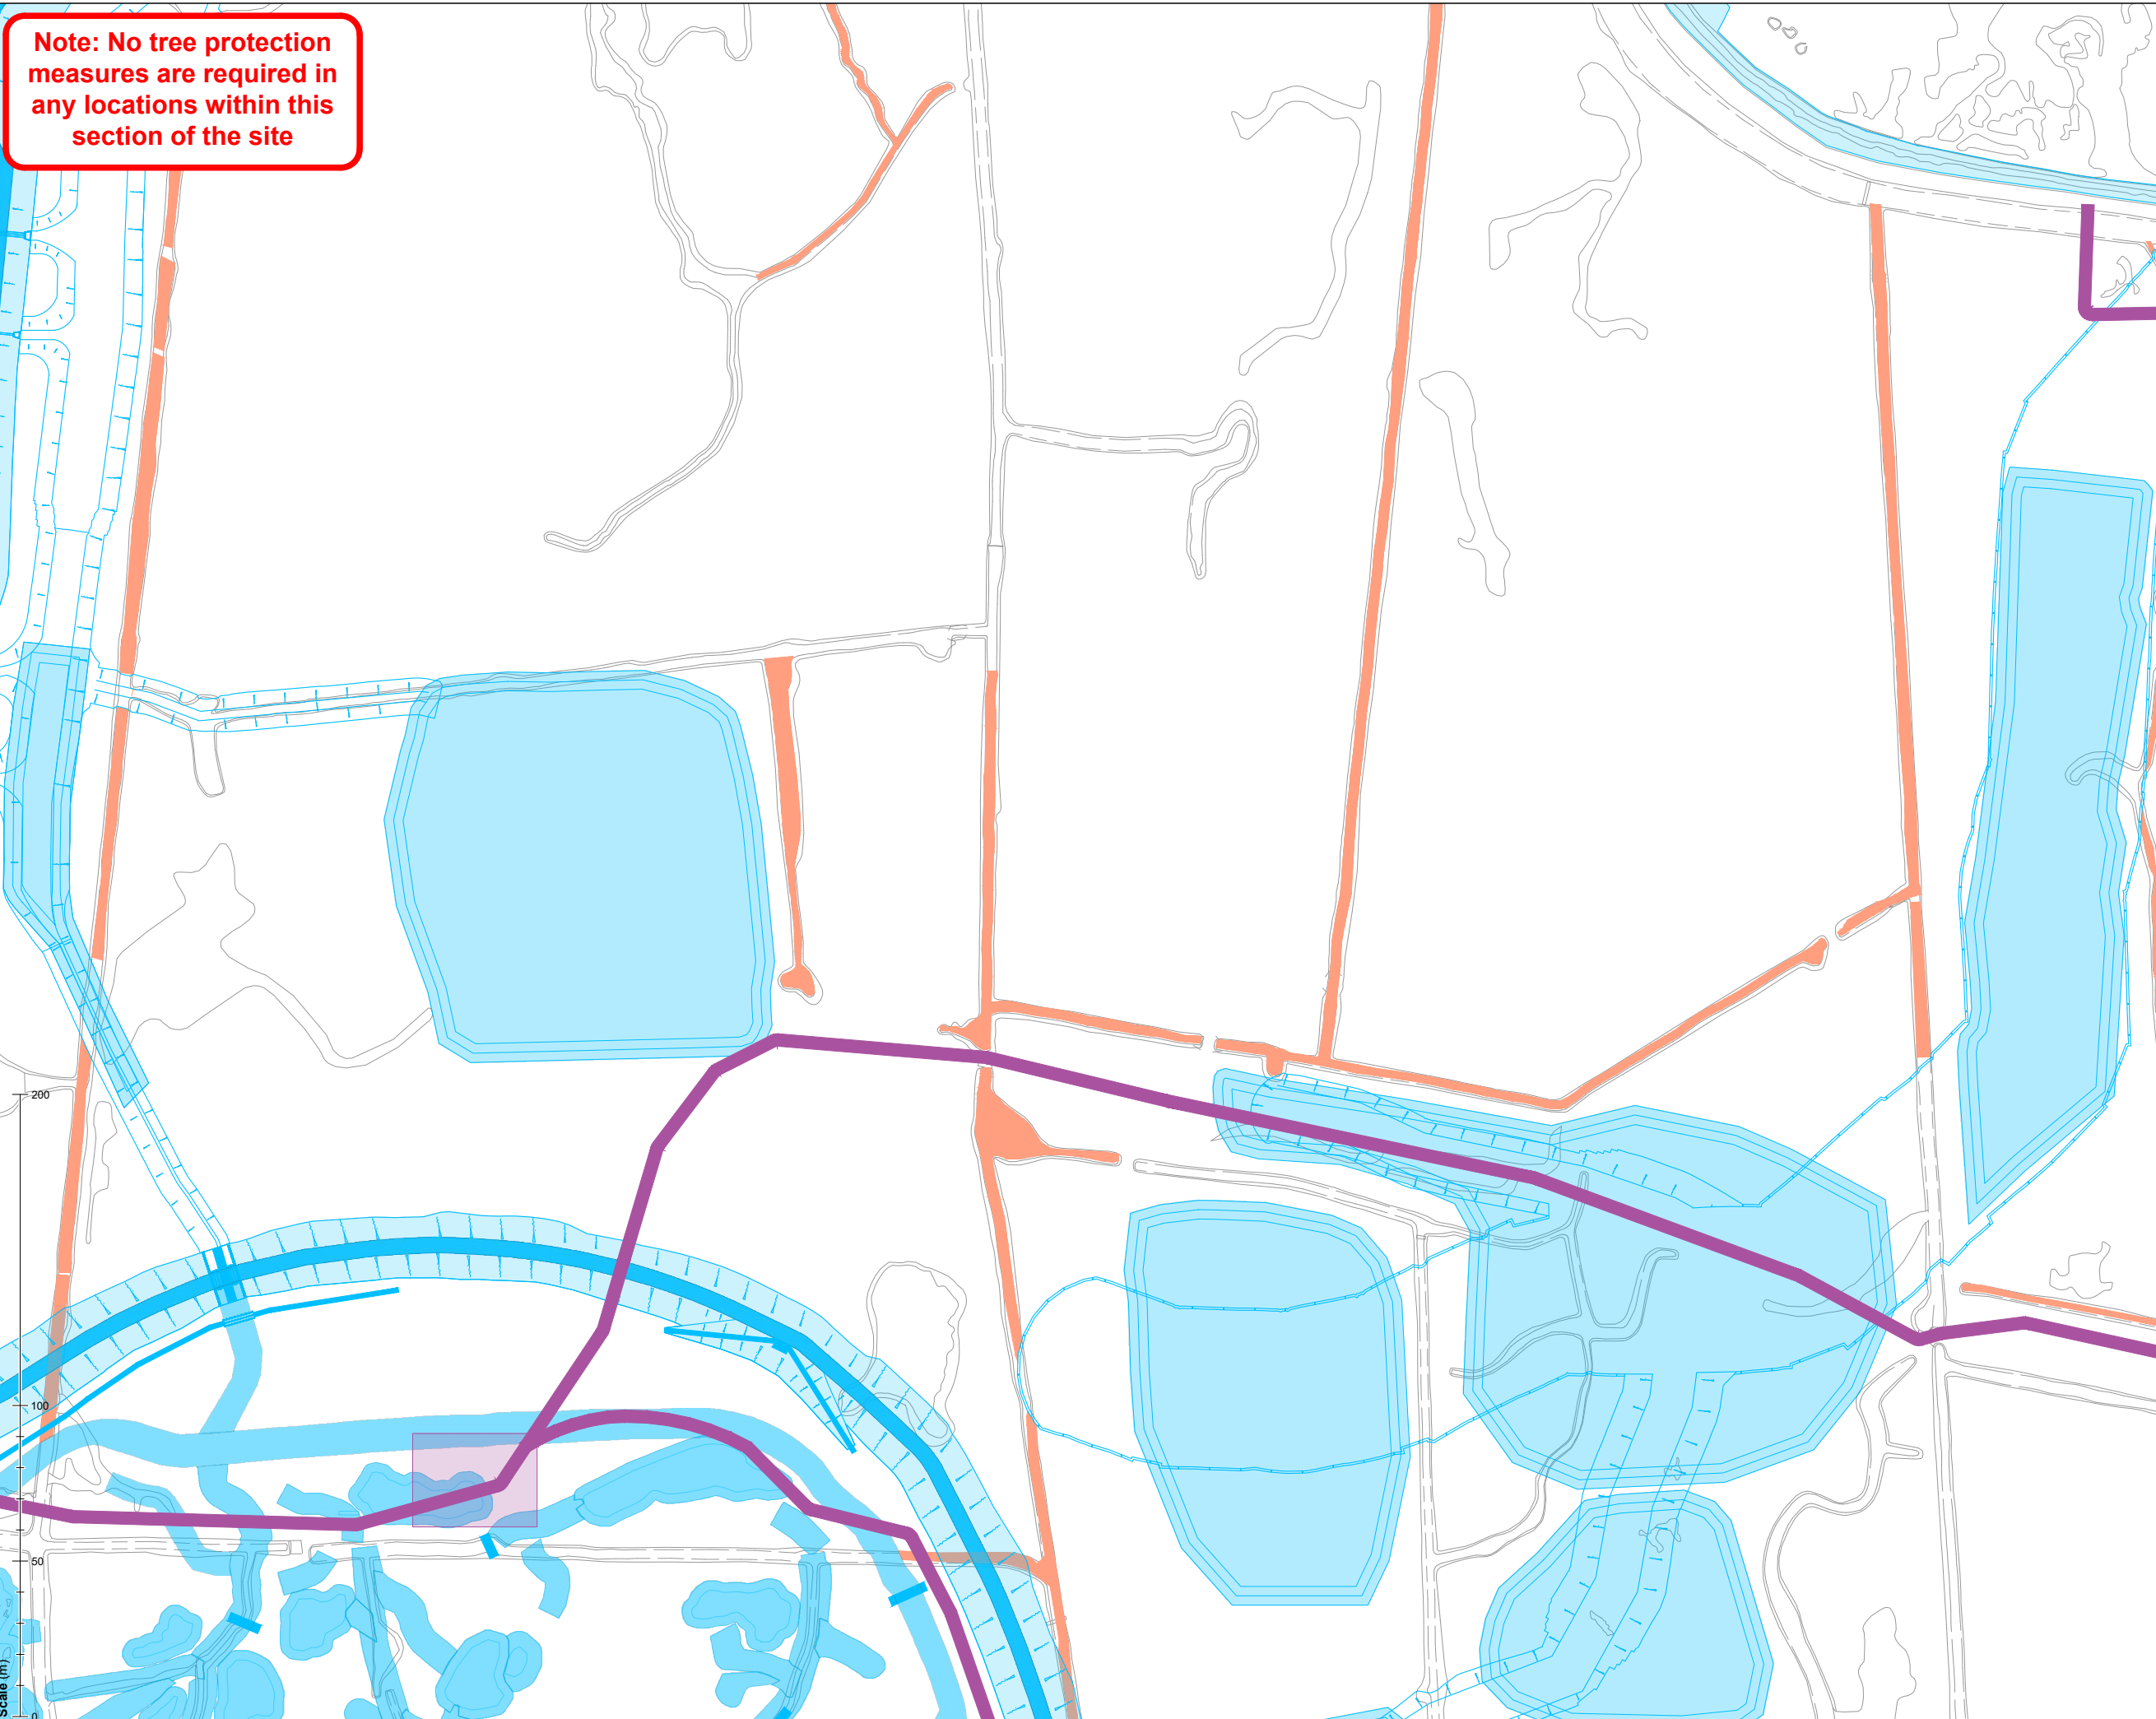 Note: No tree protection
measures are required in
any locations within this
section of the site
200
100
50
0
Scale (m)